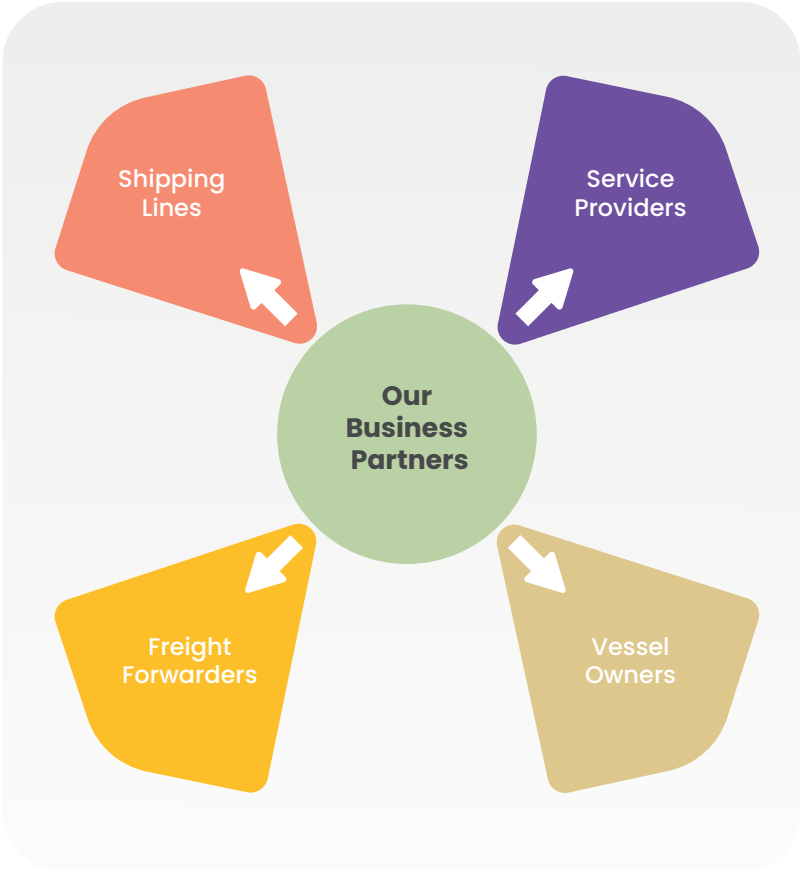 Shipping
Lines
Service
Providers
Our
Business
Partners
Freight
Forwarders
Vessel
Owners